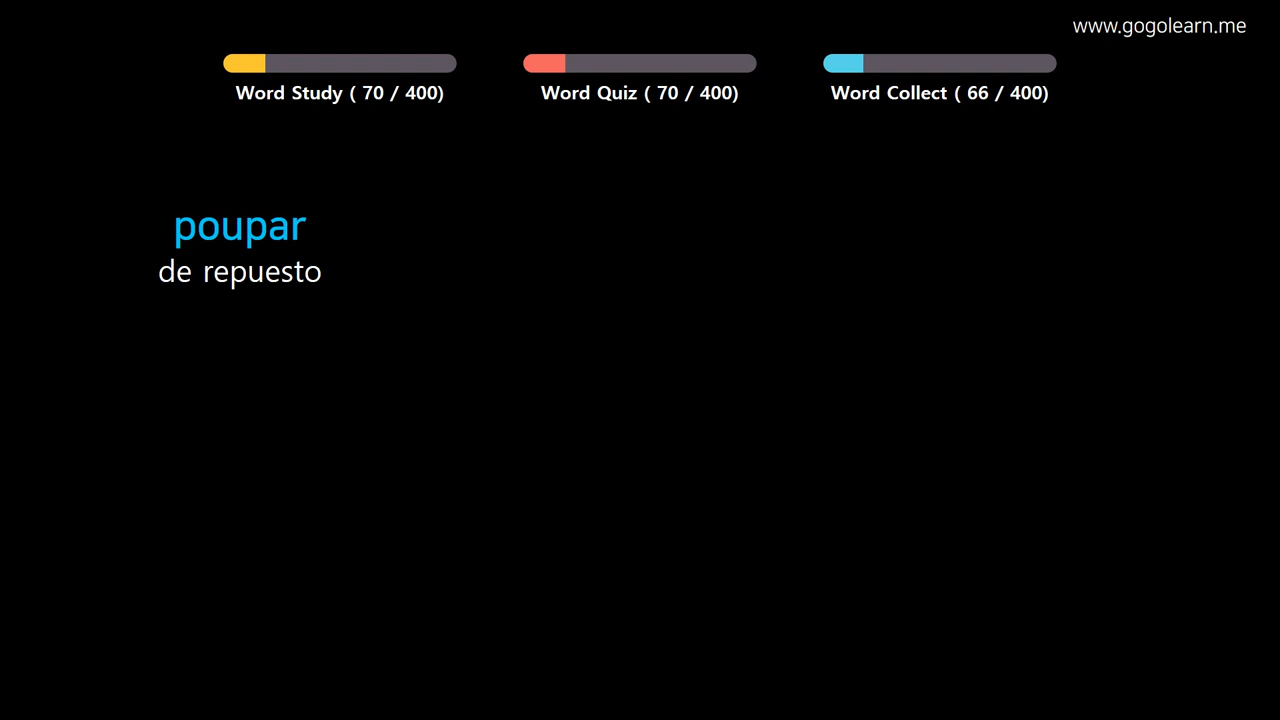 www.gogolearn.me
Word Study ( 70 / 400)
Word Quiz ( 70 / 400)
Word Collect ( 66 / 400)
poupar
de repuesto